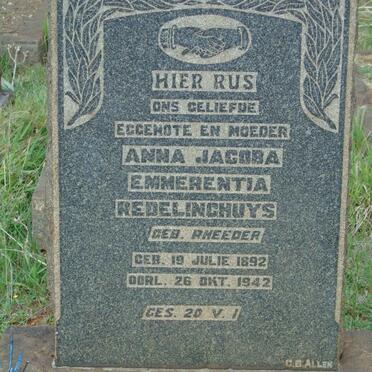 HIER RUS
ONS GELIEFDE
EGGENOTE EN MOEDER
ANNA JACOBA
EMMERENTIA
REDELINGHUYS
GEB. RHEEDER
GEB. 19 JULIE 1892
OORL. 26 OKT. 1942
GES. 20 V. 1
C.B. ALLEN